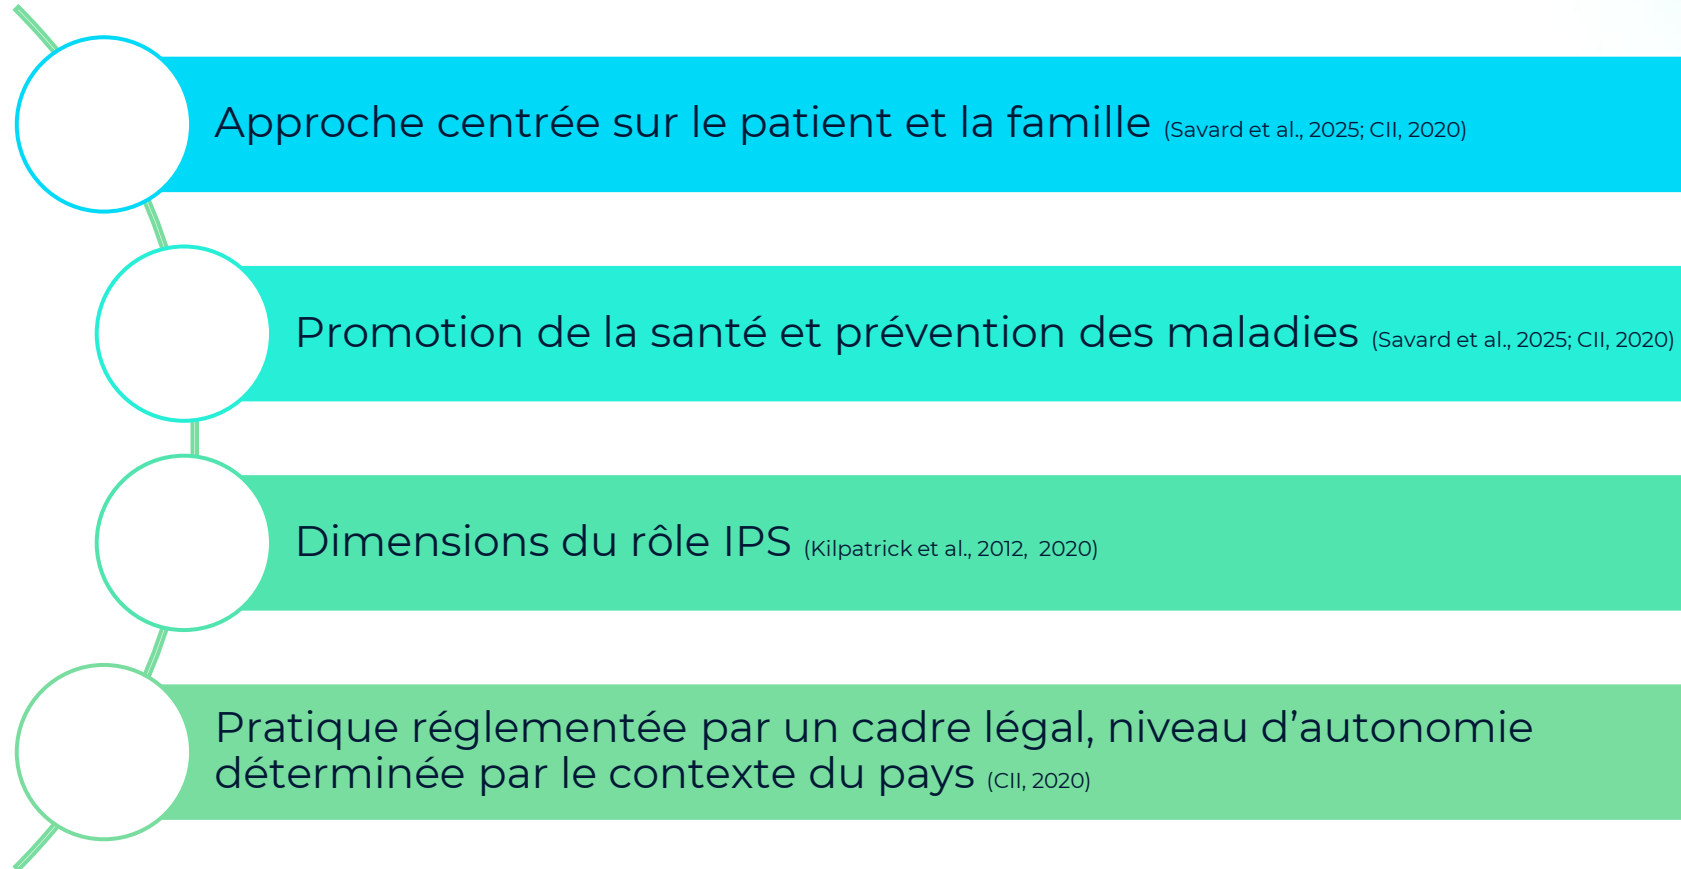 Approche centrée sur le patient et la famille (Savard et al., 2025; CII, 2020)
Promotion de la santé et prévention des maladies (Savard et al., 2025; CII, 2020)
Dimensions du rôle IPS (Kilpatrick et al., 2012, 2020)
Pratique réglementée par un cadre légal, niveau d’autonomie
déterminée par le contexte du pays (CII, 2020)